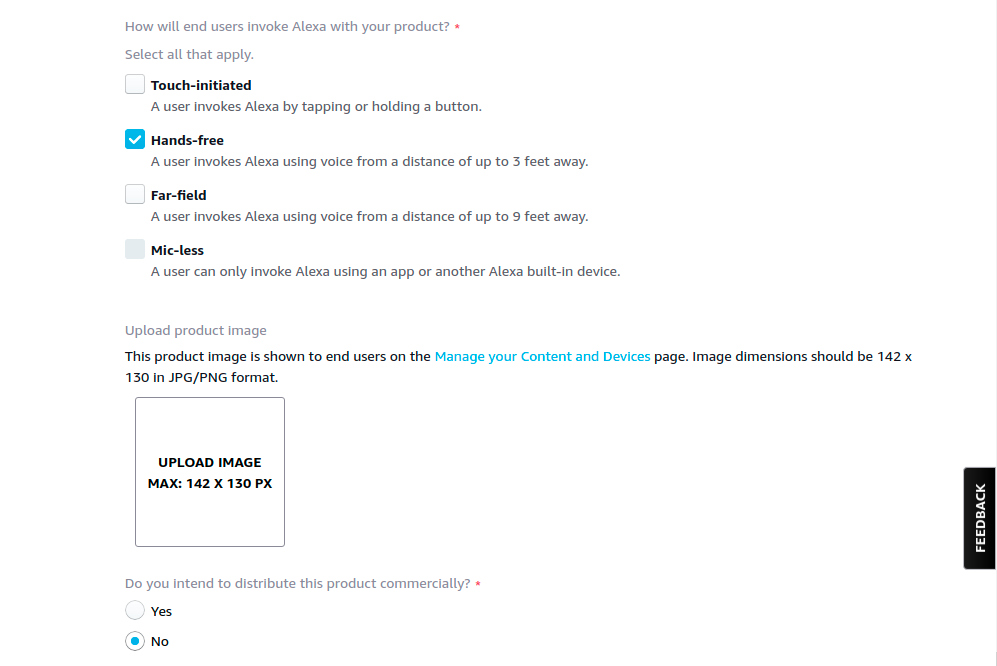 How will end users invoke Alexa with your product? *
Select all that apply.
Touch-initiated
A user invokes Alexa by tapping or holding a button.
Hands-free
A user invokes Alexa using voice from a distance of up to 3 feet away.
Far-field
A user invokes Alexa using voice from a distance of up to 9 feet away.
Mic-less
A user can only invoke Alexa using an app or another Alexa built-in device.
Upload product image
This product image is shown to end users on the Manage your Content and Devices page. Image dimensions should be 142 x
130 in JPG/PNG format.
UPLOAD IMAGE
MAX: 142 X 130 PX
FEEDBACK
Do you intend to distribute this product commercially? *
Yes
No